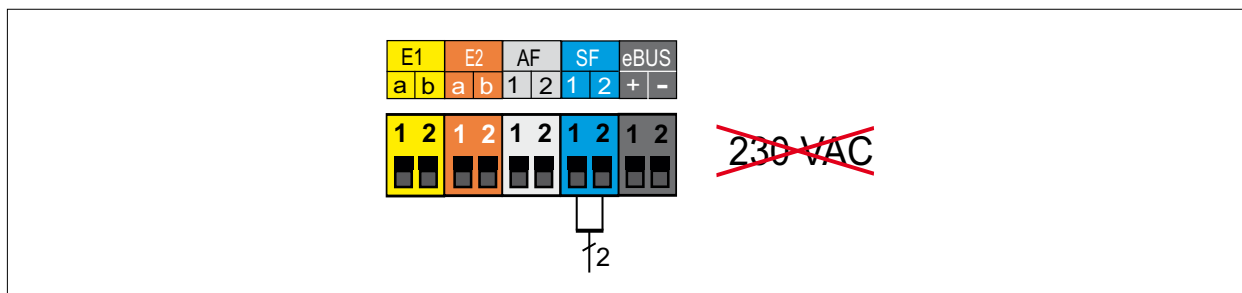 E1 E2 AF SF eBUS
a b a b 1 2 1 2 + -
1 2 1 2 1 2 1 2 1 2
230 VAC
2